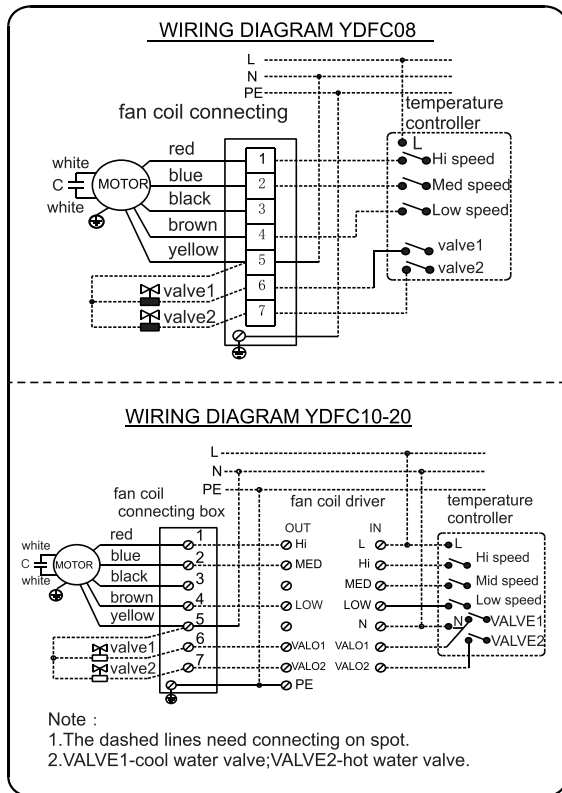 WIRING DIAGRAM YDFC08
L
N
PE
fan coil connecting
temperature
controller
L
red
1
Hi speed
white
blue
2
Med speed
C
MOTOR
black
3
Low speed
white
brown
4
yellow
5
valve1
valve1
6
valve2
valve2
7
WIRING DIAGRAM YDFC10-20
L
N
PE
fan coil
connecting box
fan coil driver
temperature
controller
OUT
IN
red
1
Hi
L
L
white
blue
2
MED
Hi
Hi speed
C
MOTOR
black
3
MED
Mid speed
white
brown
4
LOW
LOW
Low speed
yellow
5
N
N
VALVE1
valve1
6
VALO1
VALO1
VALVE2
valve2
7
VALO2
VALO2
PE
Note :
1.The dashed lines need connecting on spot.
2.VALVE1-cool water valve;VALVE2-hot water valve.